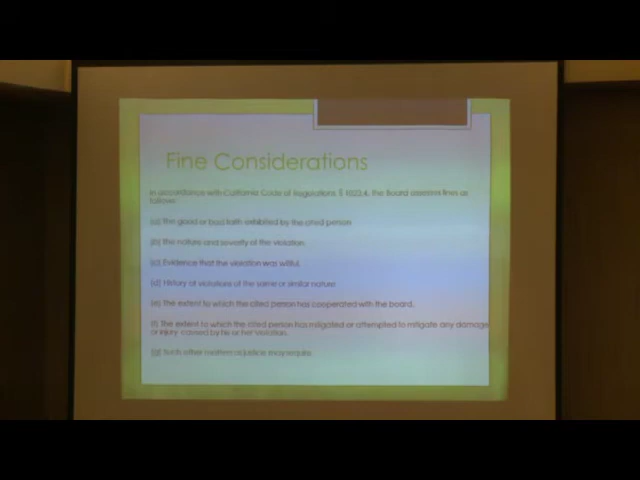 Fine Considerations
In accordance with California Code of Regulations § 4022.4, the Board assesses fines as
follows:
(a) The good or bad faith exhibited by the cited person
(b) The nature and severity of the violation.
(c) Evidence that the violation was willful.
(d) History of violations of the same or similar nature
(e) The extent to which the cited person has cooperated with the board.
(f) The extent to which the cited person has mitigated or attempted to mitigate any damage
or injury caused by his or her violation.
(g) Such other matters as justice may require.